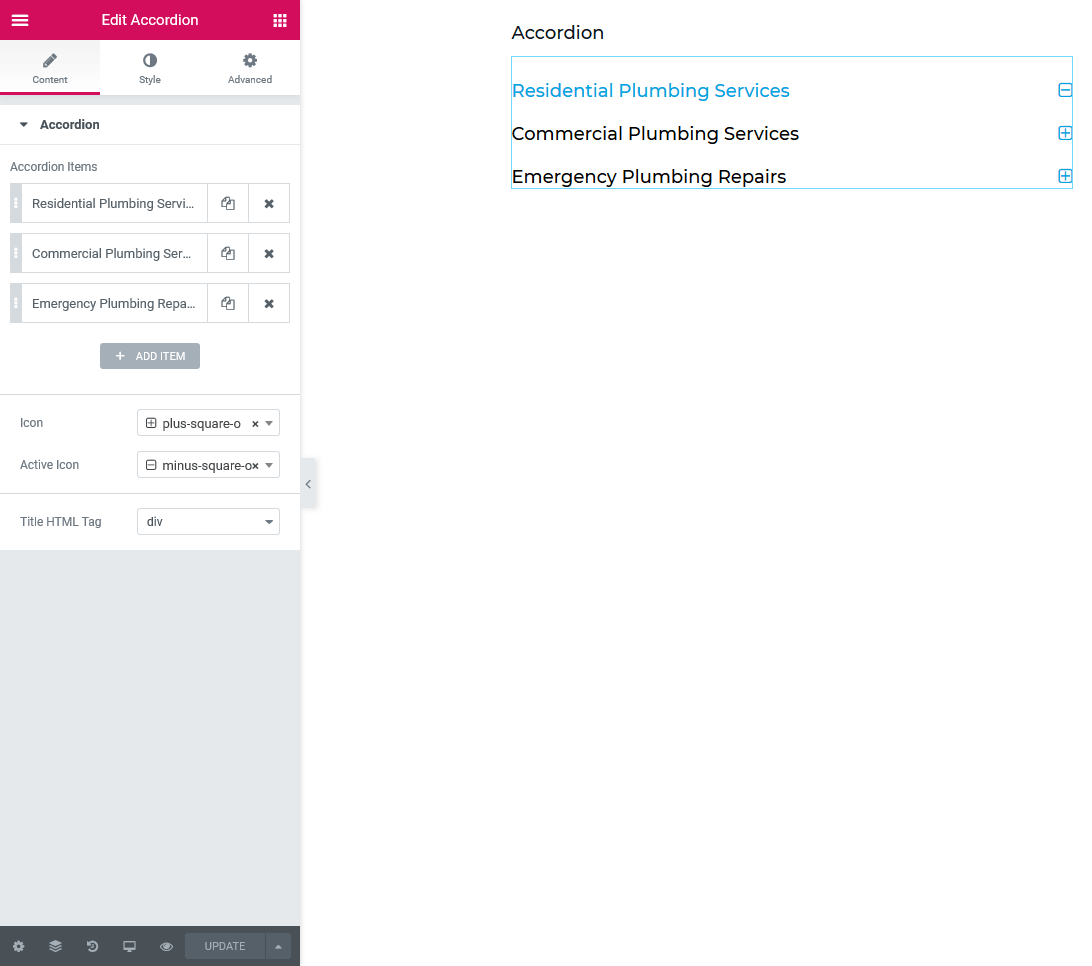 Edit Accordion
Content
Style
Advanced
Accordion
Accordion Items
Residential Plumbing Servi...
Commercial Plumbing Ser...
Emergency Plumbing Repa...
ADD ITEM
Icon
plus-square-o
Active Icon
minus-square-o
Title HTML Tag
div
UPDATE
Accordion
Residential Plumbing Services
Commercial Plumbing Services
Emergency Plumbing Repairs